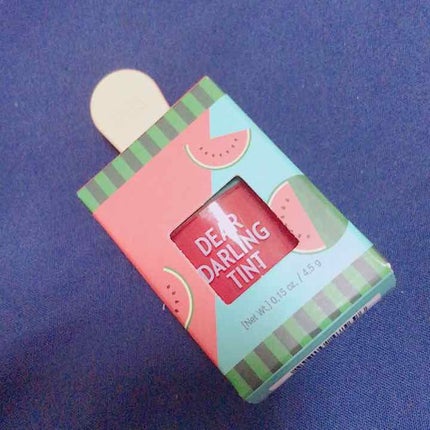 DEAR
DARLING
TINT
[Net Wt.] 0.15 oz. / 4.5 g